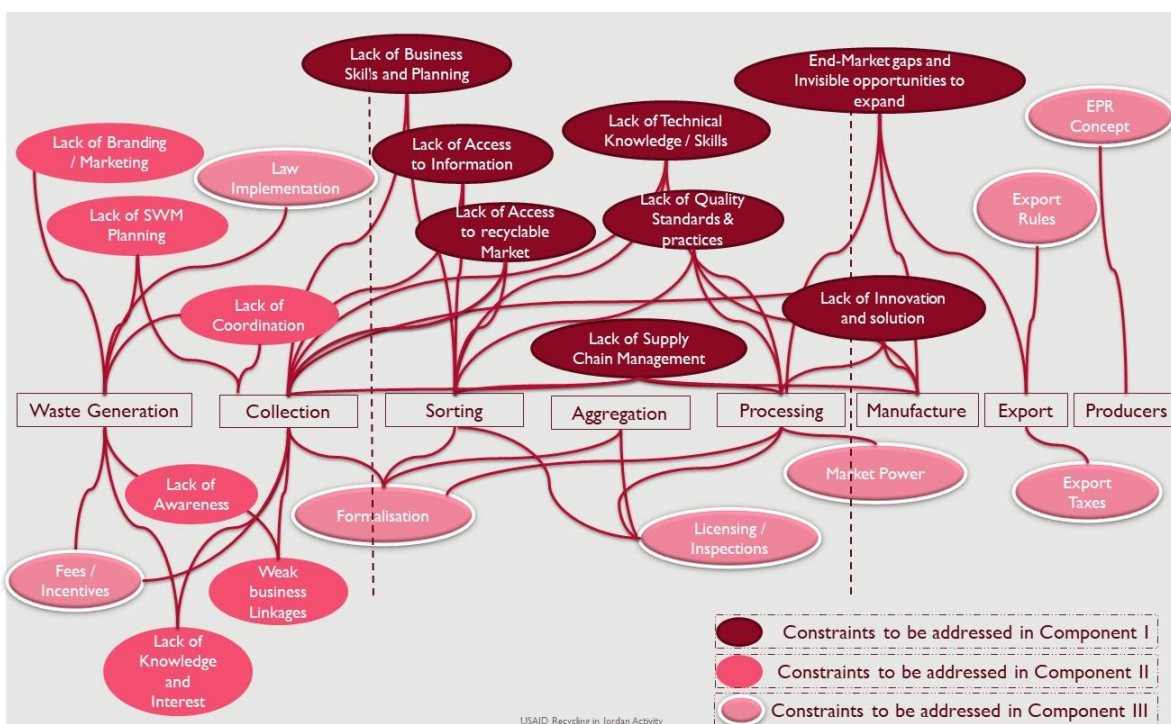 Lack of Business
Skills and Planning
End-Market gaps and
Invisible opportunities to
expand
EPR
Concept
Lack of Technical
Knowledge / Skills
Lack of Branding
/ Marketing
Lack of Access
to Information
Law
Implementation
Export
Rules
Lack of Quality
Standards &
practices
Lack of Access
to recyclable
Market
Lack of SWM
Planning
Lack of
Coordination
Lack of Innovation
and solution
Lack of Supply
Chain Management
Waste Generation
Collection
Sorting
Aggregation
Processing
Manufacture
Export
Producers
Lack of
Awareness
Formalisation
Market Power
Export
Taxes
Licensing /
Inspections
Fees /
Incentives
Weak
business
Linkages
Lack of
Knowledge
and
Interest
Constraints to be addressed in Component I
Constraints to be addressed in Component II
Constraints to be addressed in Component III
USAID Recycling in Jordan Activity